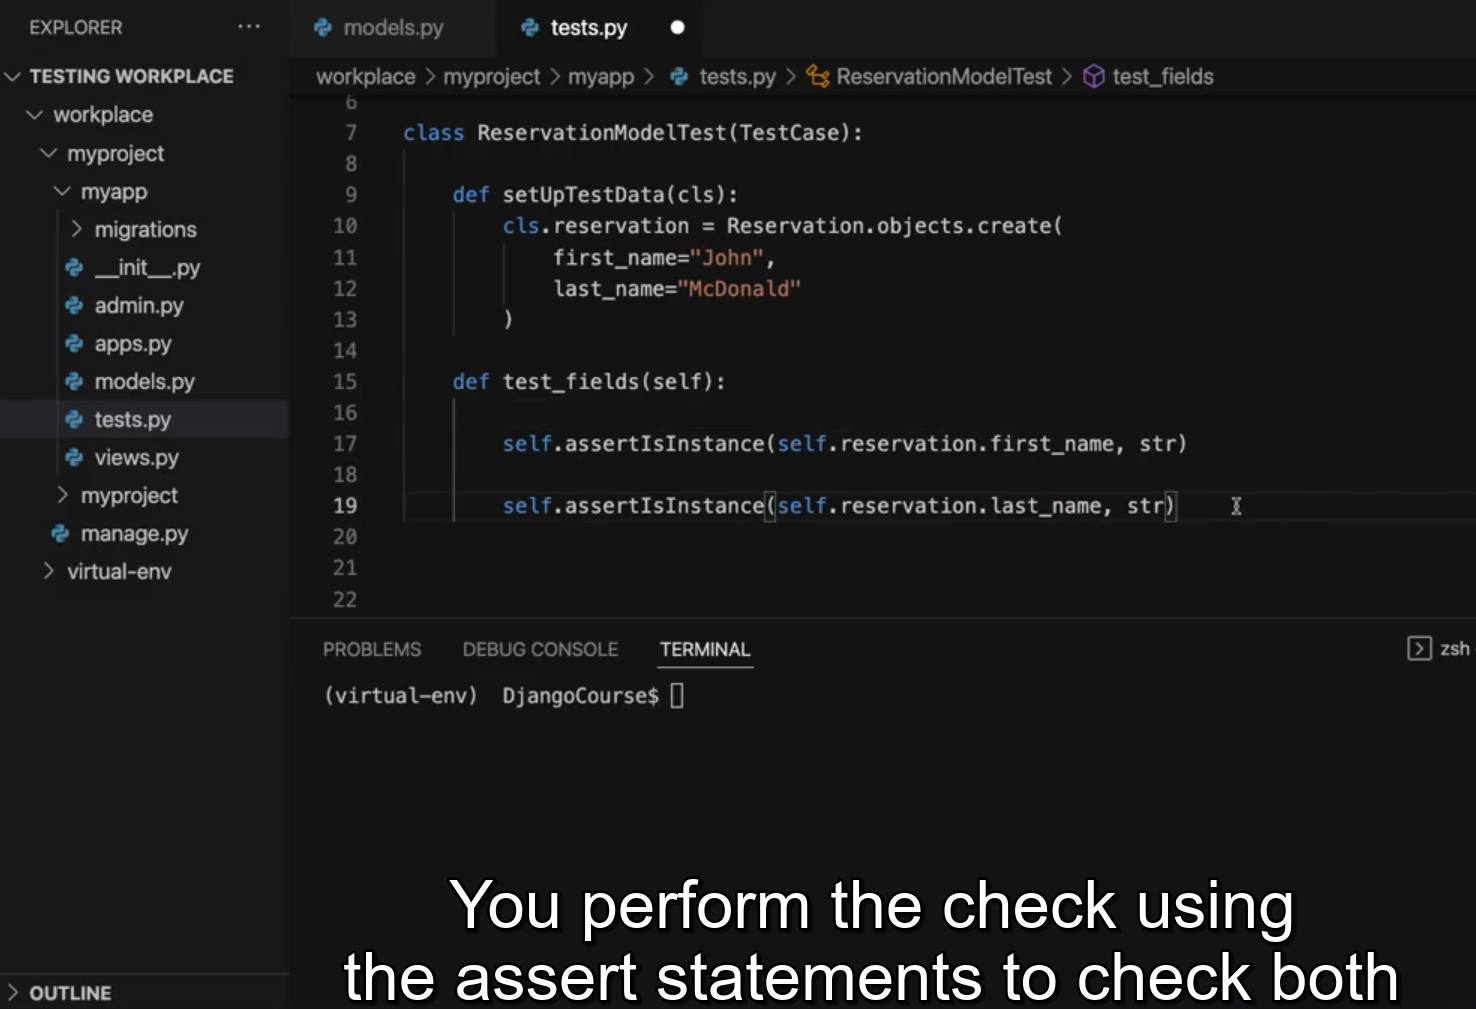 EXPLORER ...
models.py
tests.py
TESTING WORKPLACE
workplace > myproject > myapp > tests.py > ReservationModelTest > test_fields
workplace
myproject
myapp
migrations
__init__.py
admin.py
apps.py
models.py
tests.py
views.py
myproject
manage.py
virtual-env
6
7 class ReservationModelTest(TestCase):
8
9 def setUpTestData(cls):
10 cls.reservation = Reservation.objects.create(
11 first_name="John",
12 last_name="McDonald"
13 )
14
15 def test_fields(self):
16
17 self.assertIsInstance(self.reservation.first_name, str)
18
19 self.assertIsInstance(self.reservation.last_name, str)
20
21
22
PROBLEMS DEBUG CONSOLE TERMINAL
zsh
(virtual-env) DjangoCourse$
You perform the check using
the assert statements to check both
OUTLINE